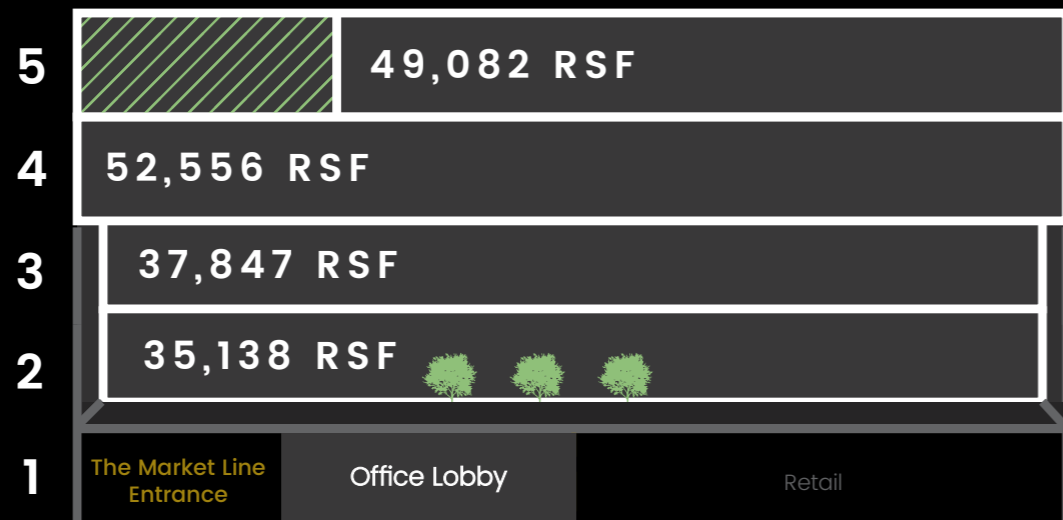 5
49,082 RSF
4
52,556 RSF
3
37,847 RSF
2
35,138 RSF
1
The Market Line
Entrance
Office Lobby
Retail